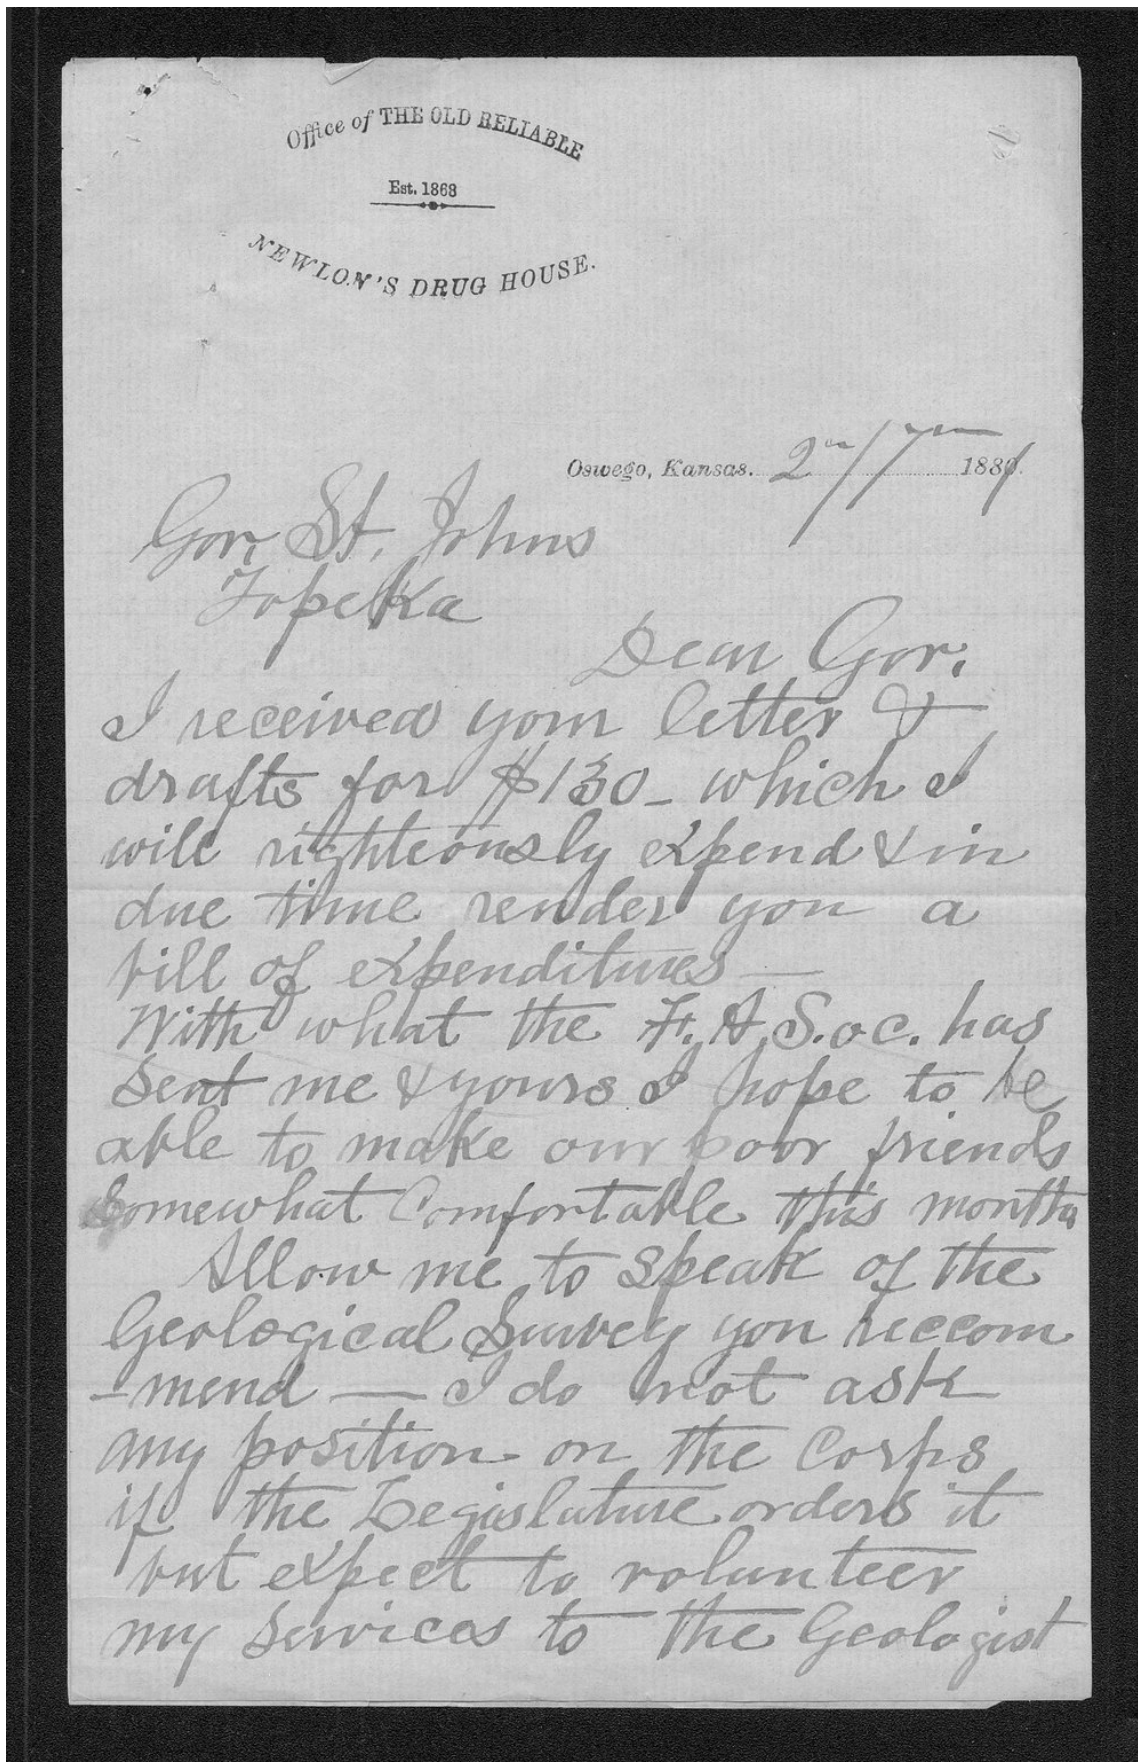 Office of THE OLD RELIABLE
Est. 1868
NEWLON'S DRUG HOUSE.
Oswego, Kansas. 2/7 1881
Gov. St. Johns
Topeka
Dear Gov.
I received your letter &
drafts for $130 - which I
will righteously expend & in
due time render you a
bill of expenditures —
With what the F. A. Soc. has
sent me & yours I hope to be
able to make our poor friends
somewhat comfortable this month
Allow me to speak of the
Geological Survey you reccom
-mend — I do not ask
any position on the Corps
if the Legislature orders it
but expect to volunteer
my services to the Geologist